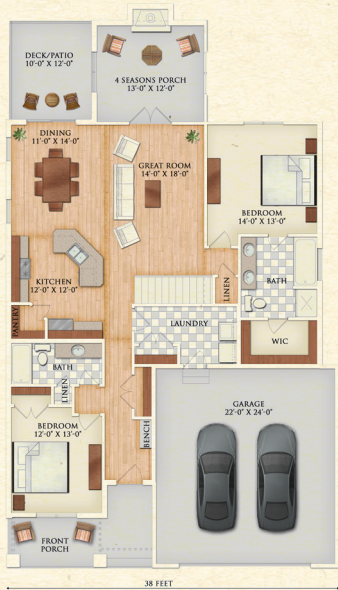 DECK/PATIO
10'-0" X 12'-0"
4 SEASONS PORCH
13'-0" X 12'-0"
DINING
11'-0" X 14'-0"
GREAT ROOM
14'-0" X 18'-0"
BEDROOM
14'-0" X 13'-0"
KITCHEN
12'-0" X 12'-0"
LINEN
BATH
PANTRY
LAUNDRY
WIC
BATH
LINEN
BEDROOM
12'-0" X 13'-0"
BENCH
GARAGE
22'-0" X 24'-0"
FRONT
PORCH
38 FEET